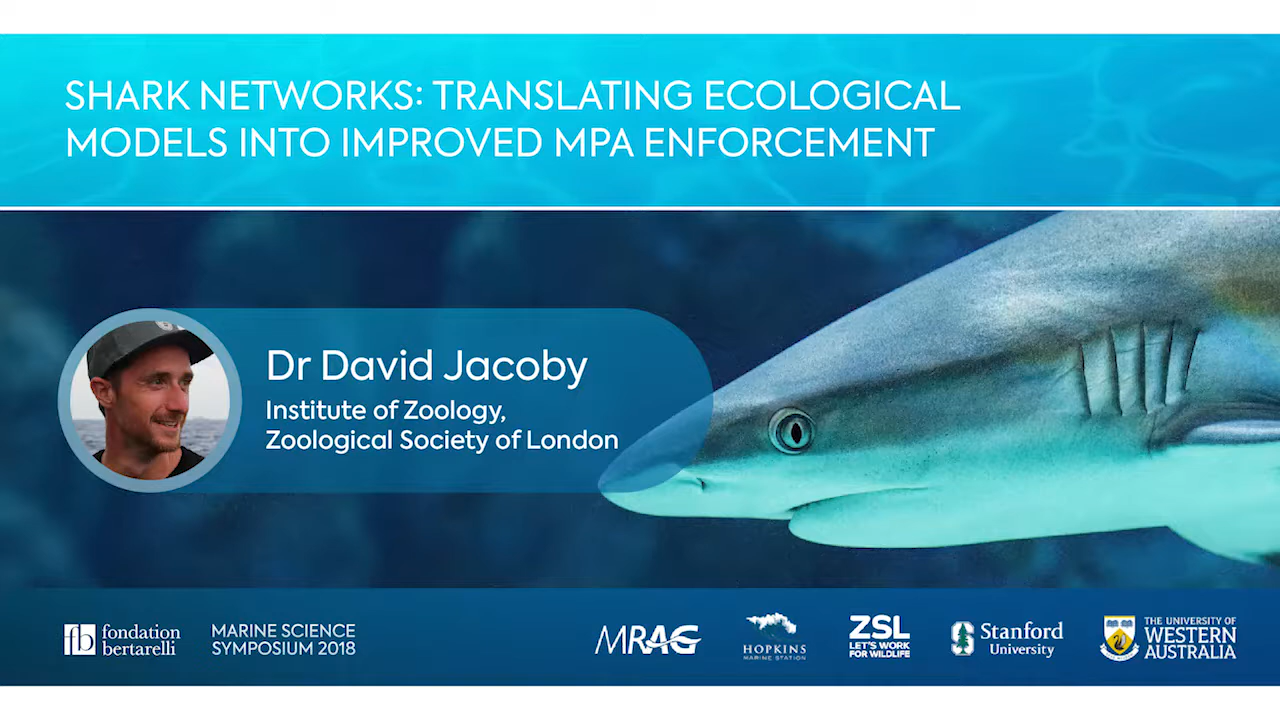 SHARK NETWORKS: TRANSLATING ECOLOGICAL
MODELS INTO IMPROVED MPA ENFORCEMENT
Dr David Jacoby
Institute of Zoology,
Zoological Society of London
fb fondation
bertarelli
MARINE SCIENCE
SYMPOSIUM 2018
MRAG
HOPKINS
MARINE STATION
ZSL
LET'S WORK
FOR WILDLIFE
Stanford
University
THE UNIVERSITY OF
WESTERN
AUSTRALIA